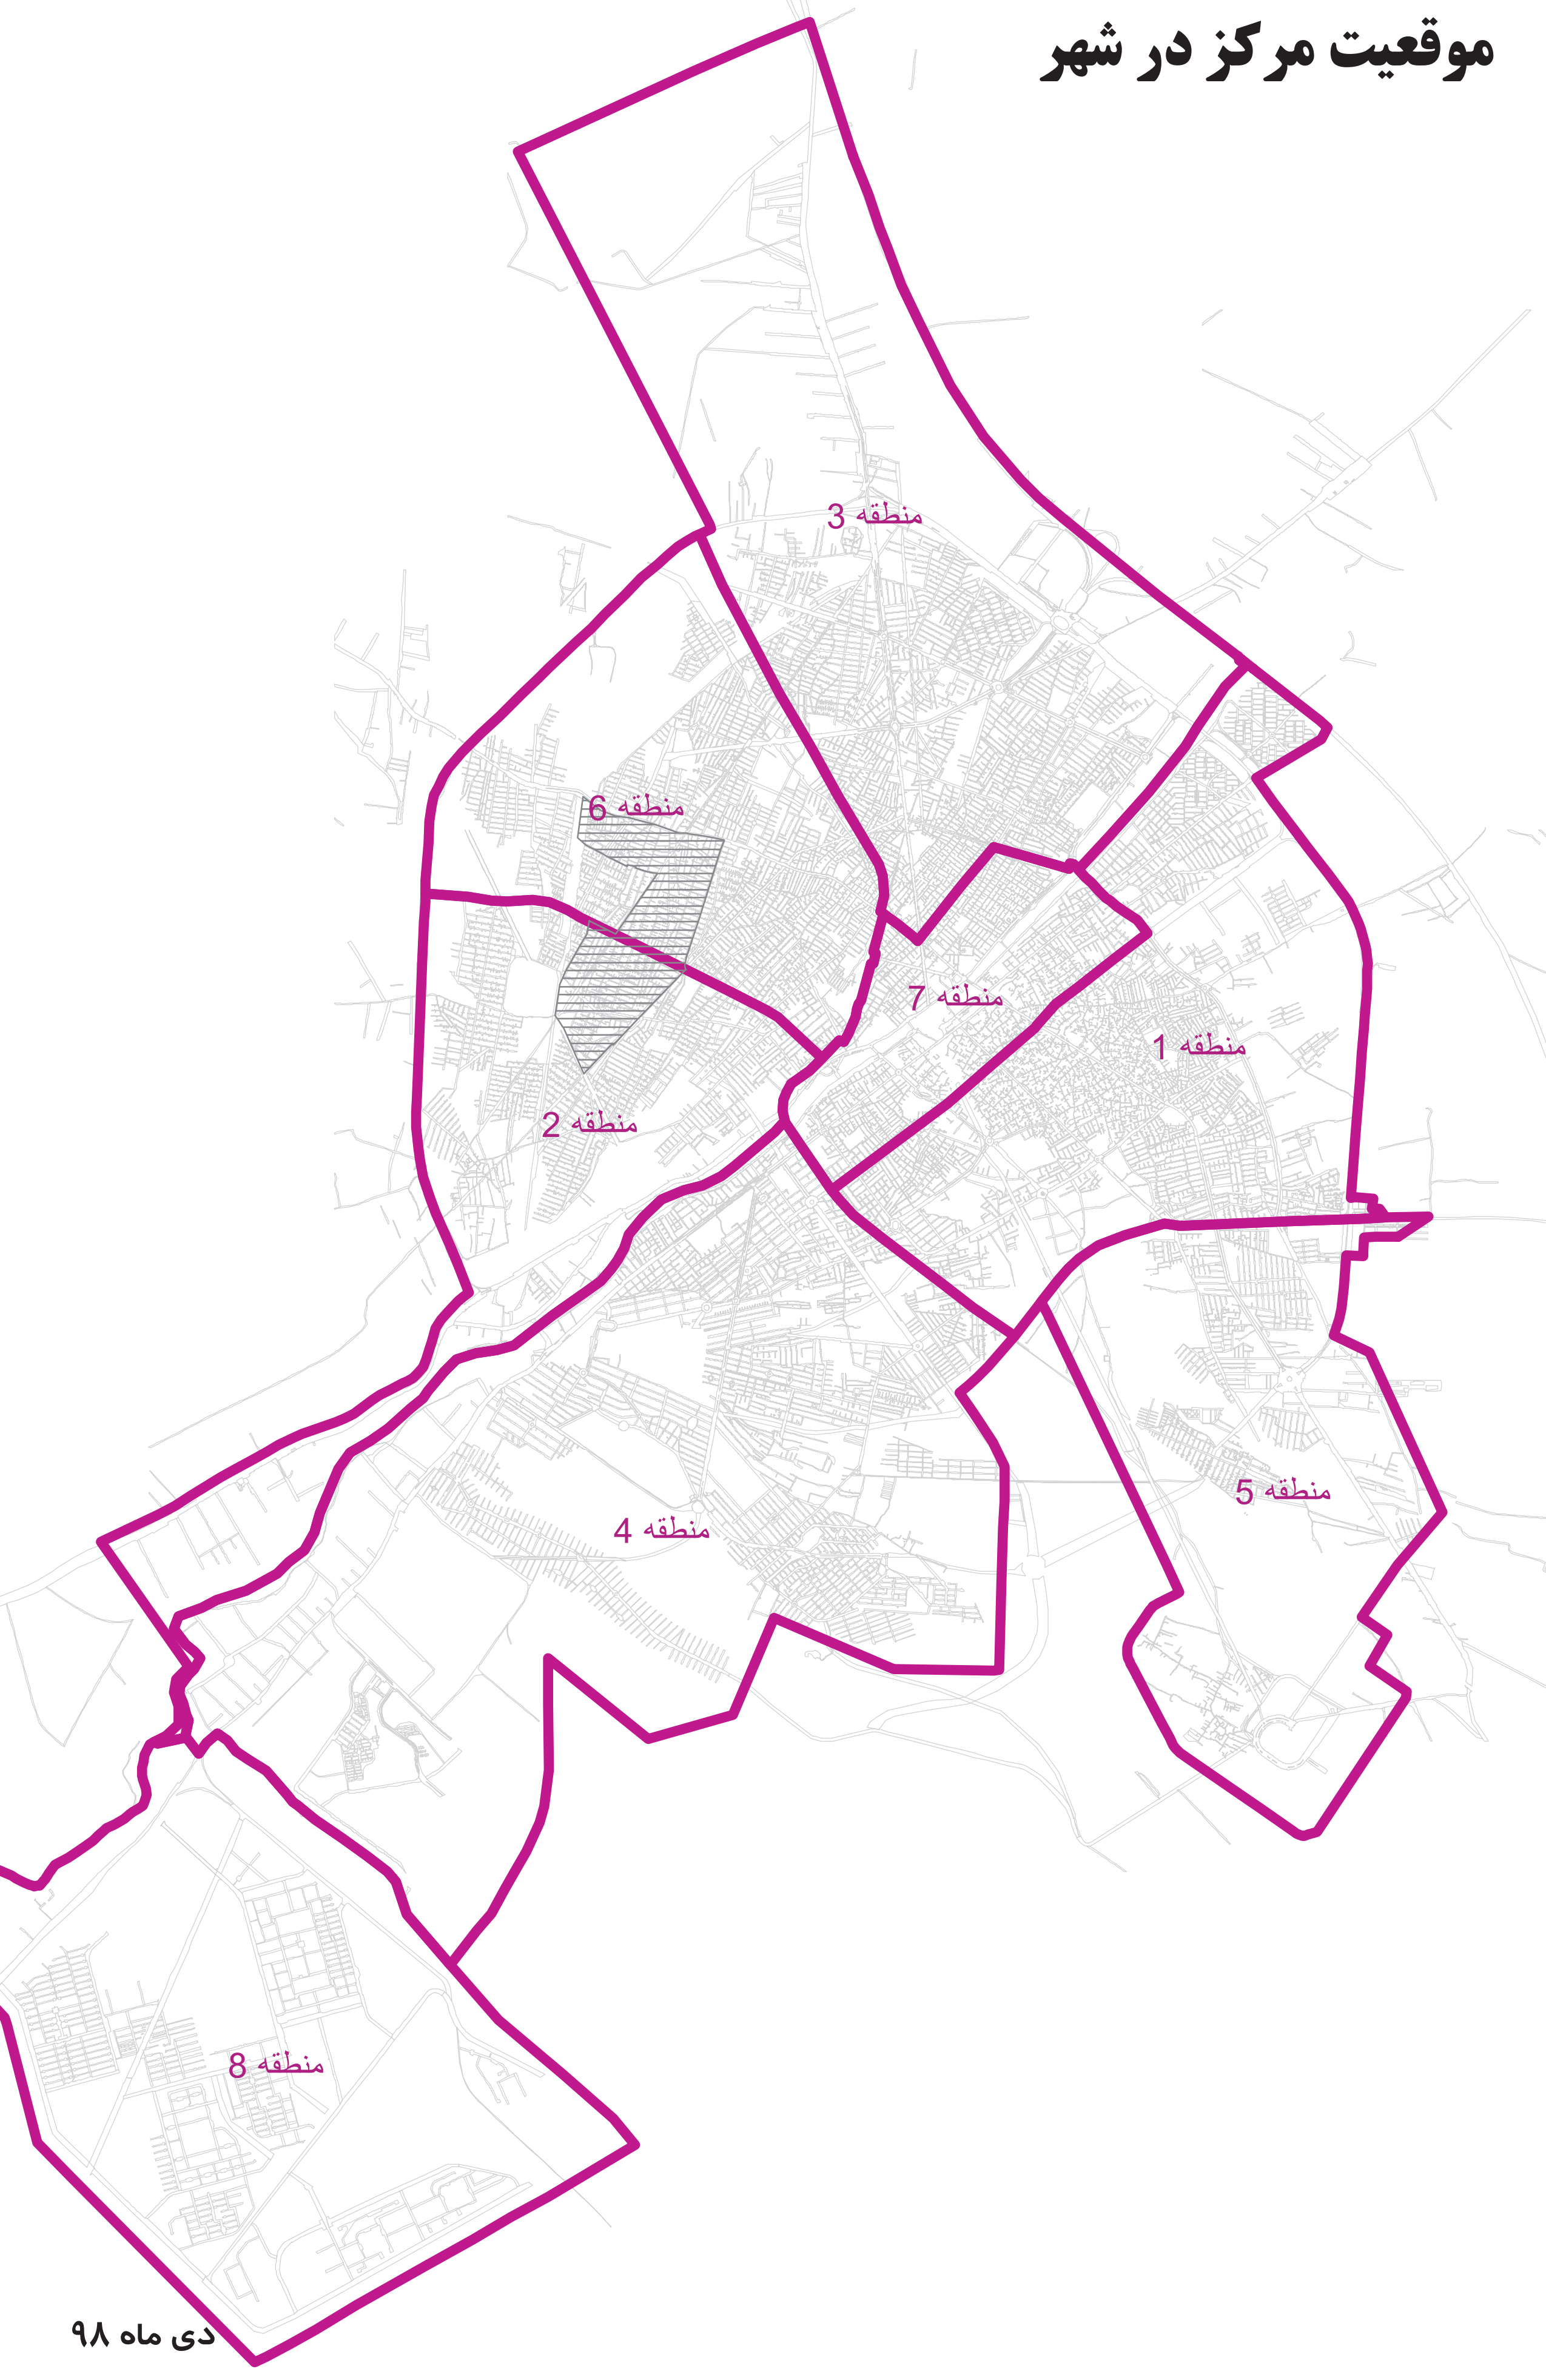 موقعیت مرکز در شهر
منطقه 3
منطقه 6
منطقه 7
منطقه 1
منطقه 2
منطقه 5
منطقه 4
منطقه 8
دی ماه ۹۸